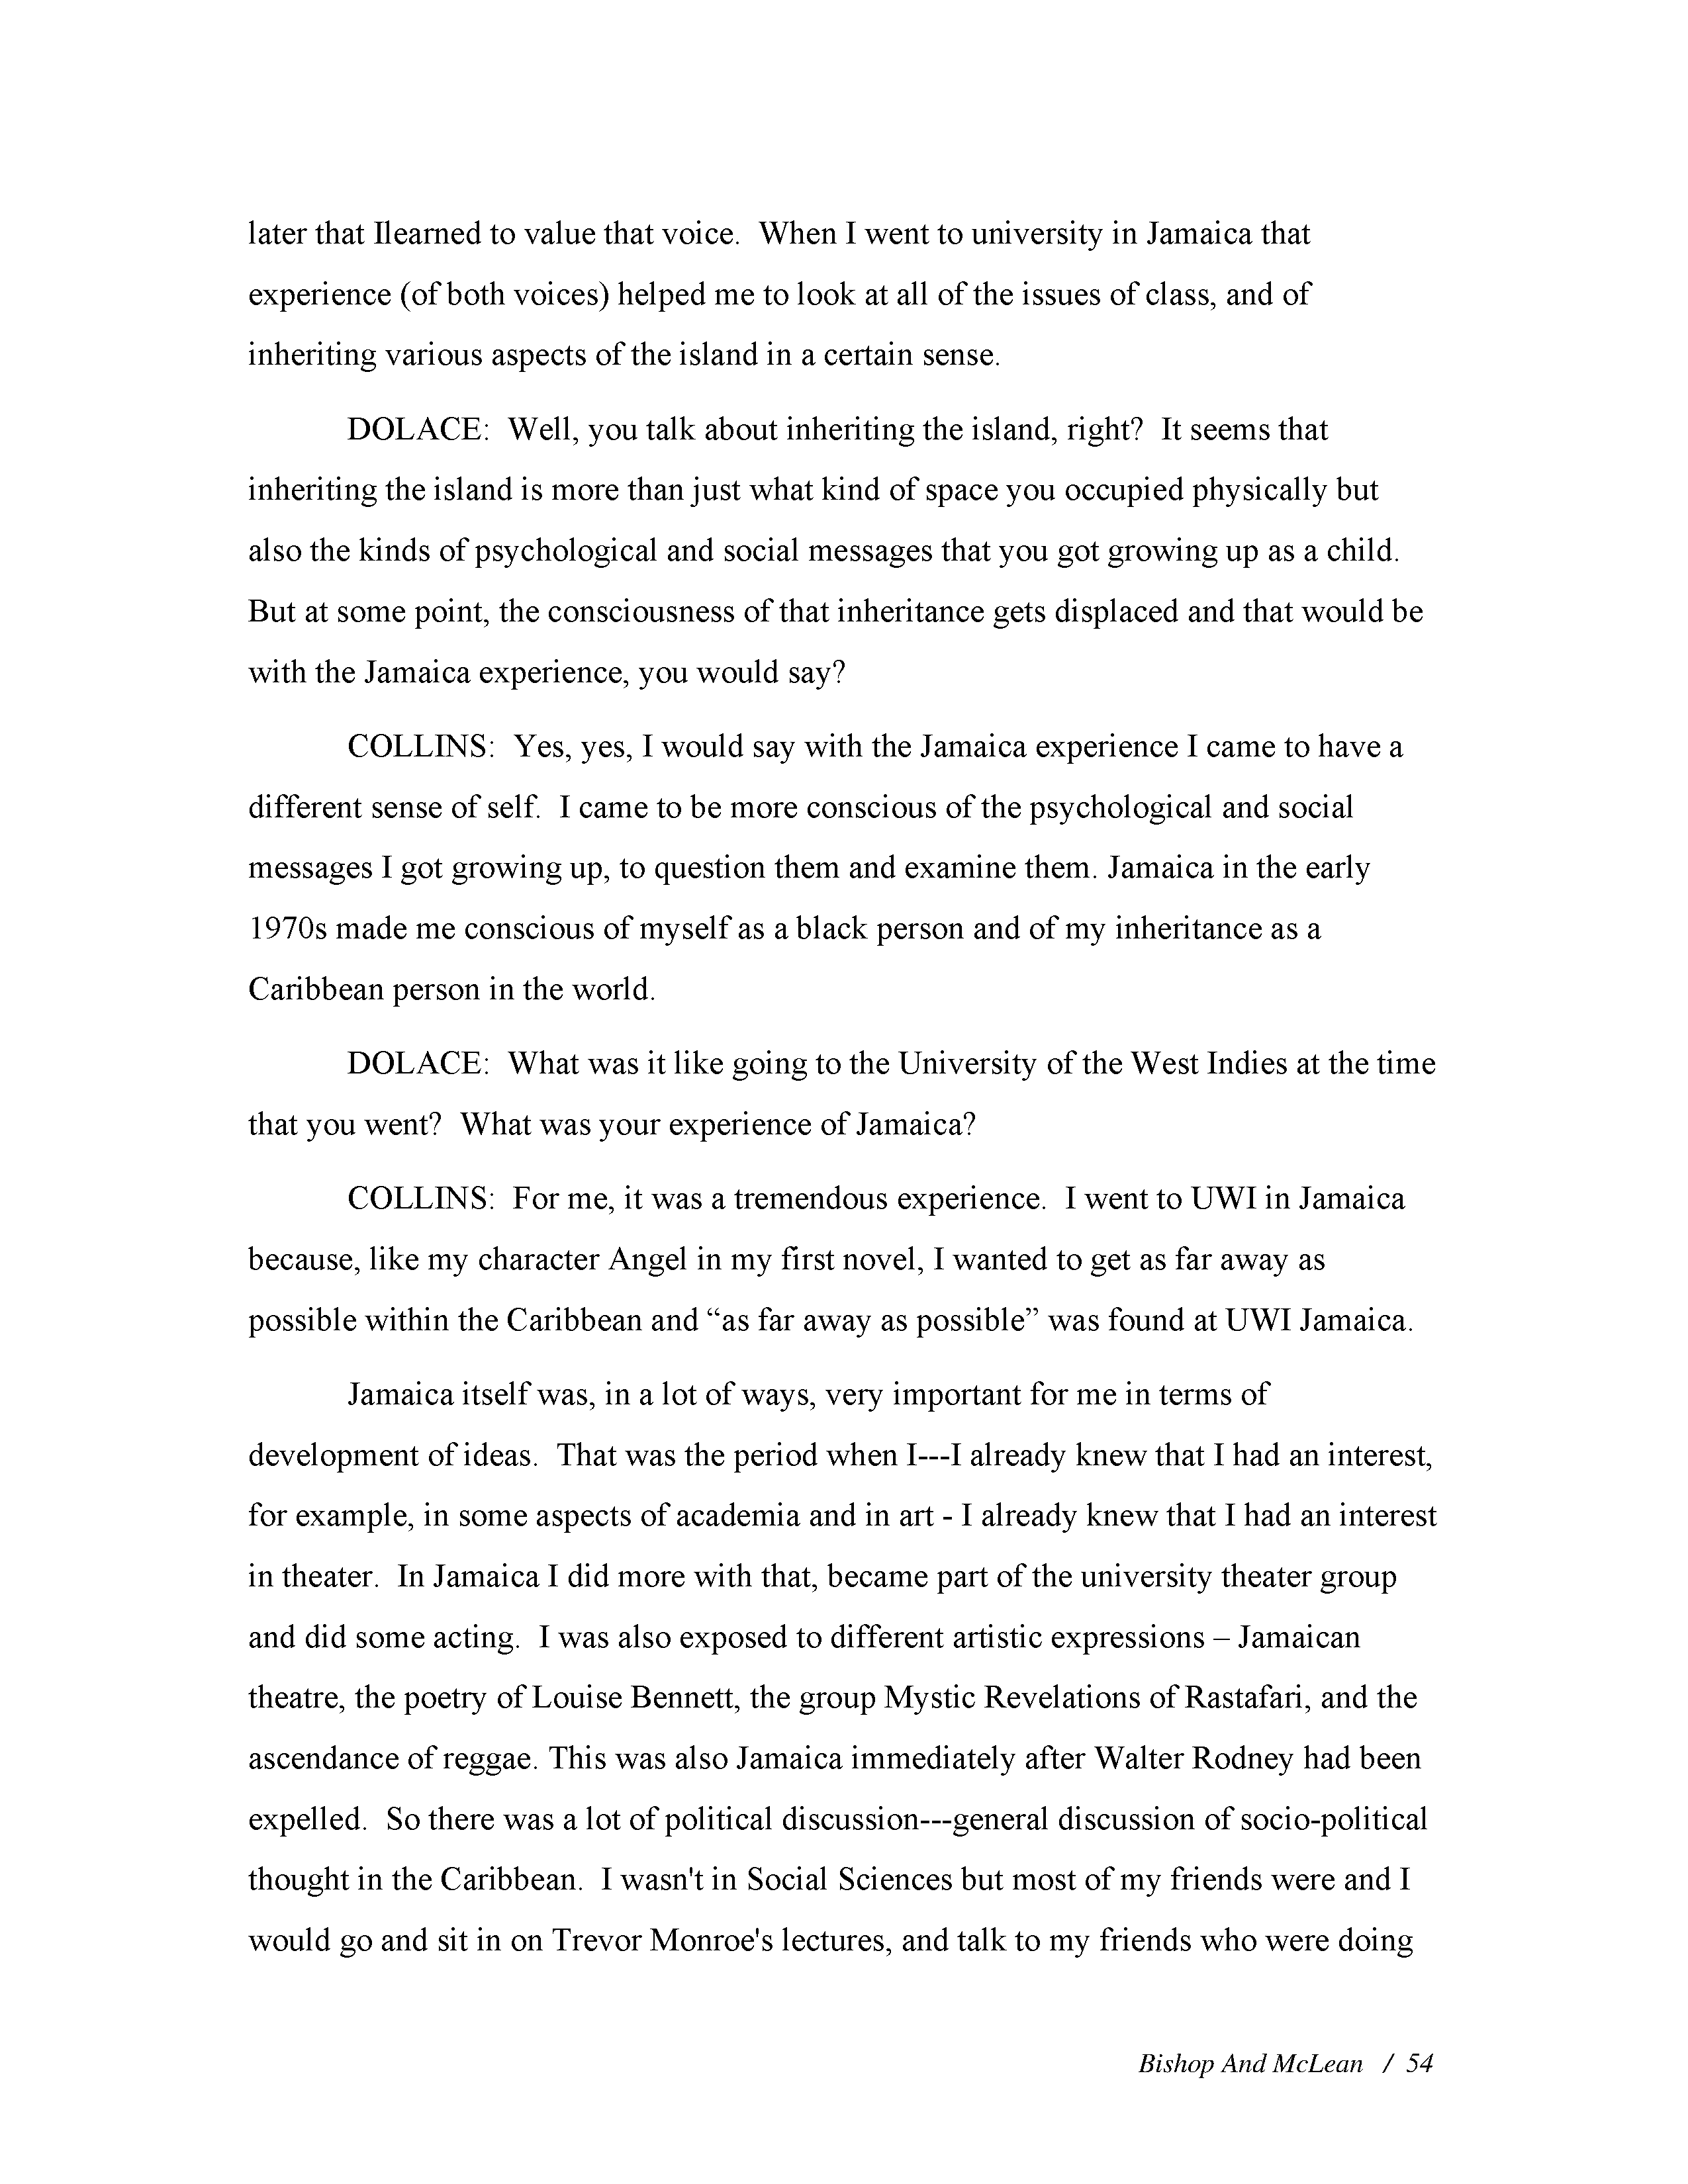 later that Ilearned to value that voice.  When I went to university in Jamaica that
experience (of both voices) helped me to look at all of the issues of class, and of
inheriting various aspects of the island in a certain sense.
DOLACE:  Well, you talk about inheriting the island, right?  It seems that
inheriting the island is more than just what kind of space you occupied physically but
also the kinds of psychological and social messages that you got growing up as a child.
But at some point, the consciousness of that inheritance gets displaced and that would be
with the Jamaica experience, you would say?
COLLINS:  Yes, yes, I would say with the Jamaica experience I came to have a
different sense of self.  I came to be more conscious of the psychological and social
messages I got growing up, to question them and examine them. Jamaica in the early
1970s made me conscious of myself as a black person and of my inheritance as a
Caribbean person in the world.
DOLACE:  What was it like going to the University of the West Indies at the time
that you went?  What was your experience of Jamaica?
COLLINS:  For me, it was a tremendous experience.  I went to UWI in Jamaica
because, like my character Angel in my first novel, I wanted to get as far away as
possible within the Caribbean and “as far away as possible” was found at UWI Jamaica.
Jamaica itself was, in a lot of ways, very important for me in terms of
development of ideas.  That was the period when I---I already knew that I had an interest,
for example, in some aspects of academia and in art - I already knew that I had an interest
in theater.  In Jamaica I did more with that, became part of the university theater group
and did some acting.  I was also exposed to different artistic expressions – Jamaican
theatre, the poetry of Louise Bennett, the group Mystic Revelations of Rastafari, and the
ascendance of reggae. This was also Jamaica immediately after Walter Rodney had been
expelled.  So there was a lot of political discussion---general discussion of socio-political
thought in the Caribbean.  I wasn't in Social Sciences but most of my friends were and I
would go and sit in on Trevor Monroe's lectures, and talk to my friends who were doing
Bishop And McLean  /  54